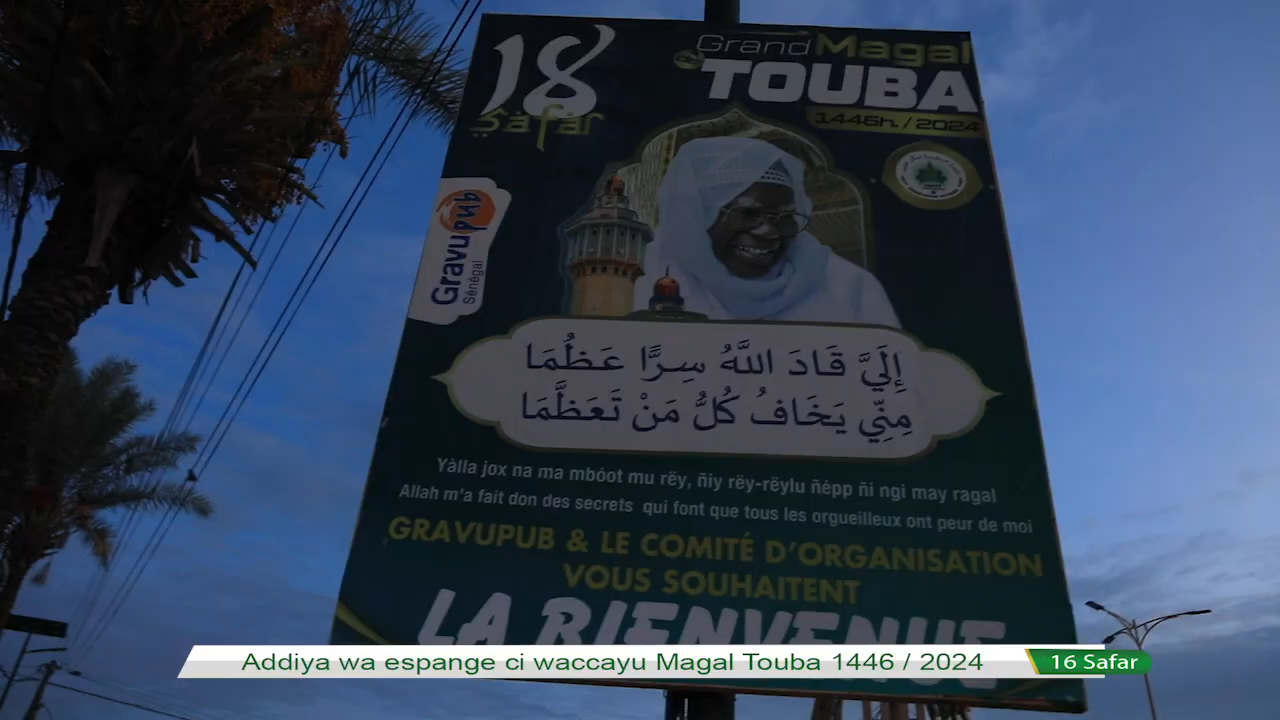 18
Safar
Grand Magal
TOUBA
1446h. / 2024
Gravupub
Sénégal
إِلَيَّ قَادَ اللَّهُ سِرًّا عَظُمَا
مِنِّي يَخَافُ كُلُّ مَنْ تَعَظَّمَا
Yàlla jox na ma mbóot mu rëy, ñiy rëy-rëylu ñépp ñi ngi may ragal
Allah m'a fait don des secrets qui font que tous les orgueilleux ont peur de moi
GRAVUPUB & LE COMITÉ D'ORGANISATION
VOUS SOUHAITENT
LA BIENVENUE
Addiya wa espange ci waccayu Magal Touba 1446 / 2024
16 Safar